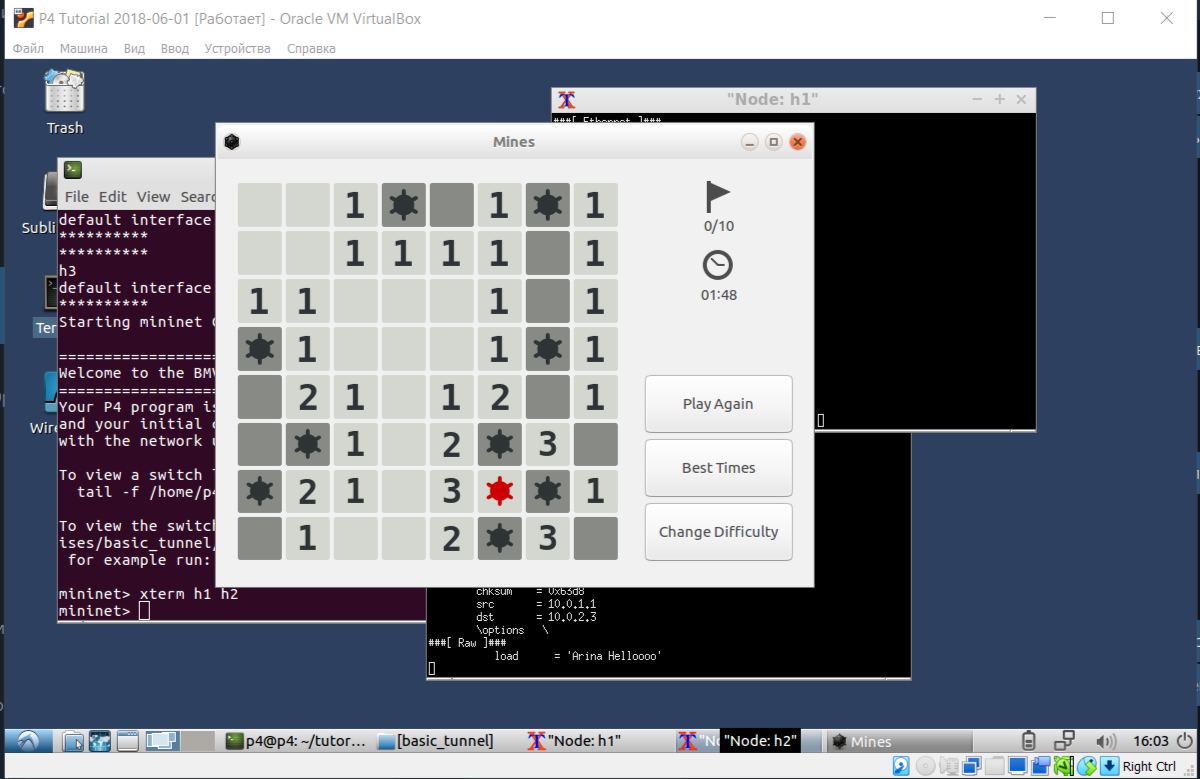 P4 Tutorial 2018-06-01 [Работает] - Oracle VM VirtualBox
Файл Машина Вид Ввод Устройства Справка
Trash
"Node: h1"
###[ Ethernet ]###
Mines
File Edit View Searc
Subli
default interface
**********
**********
h3
default interface
**********
Starting mininet
Ter
Welcome to the BMV
Your P4 program is
and your initial
with the network
Wire
To view a switch
tail -f /home/p4
To view the switch
ises/basic_tunnel/
for example run:
mininet> xterm h1 h2
mininet>
1 1 1
1 1 1 1 1
1 1 1 1
1 1 1
2 1 1 2 1
1 2 3
2 1 3 1
1 2 3
0/10
01:48
Play Again
Best Times
Change Difficulty
chksum = 0x63d8
src = 10.0.1.1
dst = 10.0.2.3
\options \
###[ Raw ]###
load = 'Arina Helloooo'
p4@p4: ~/tutor... [basic_tunnel] "Node: h1" "No "Node: h2" Mines 16:03
Right Ctrl